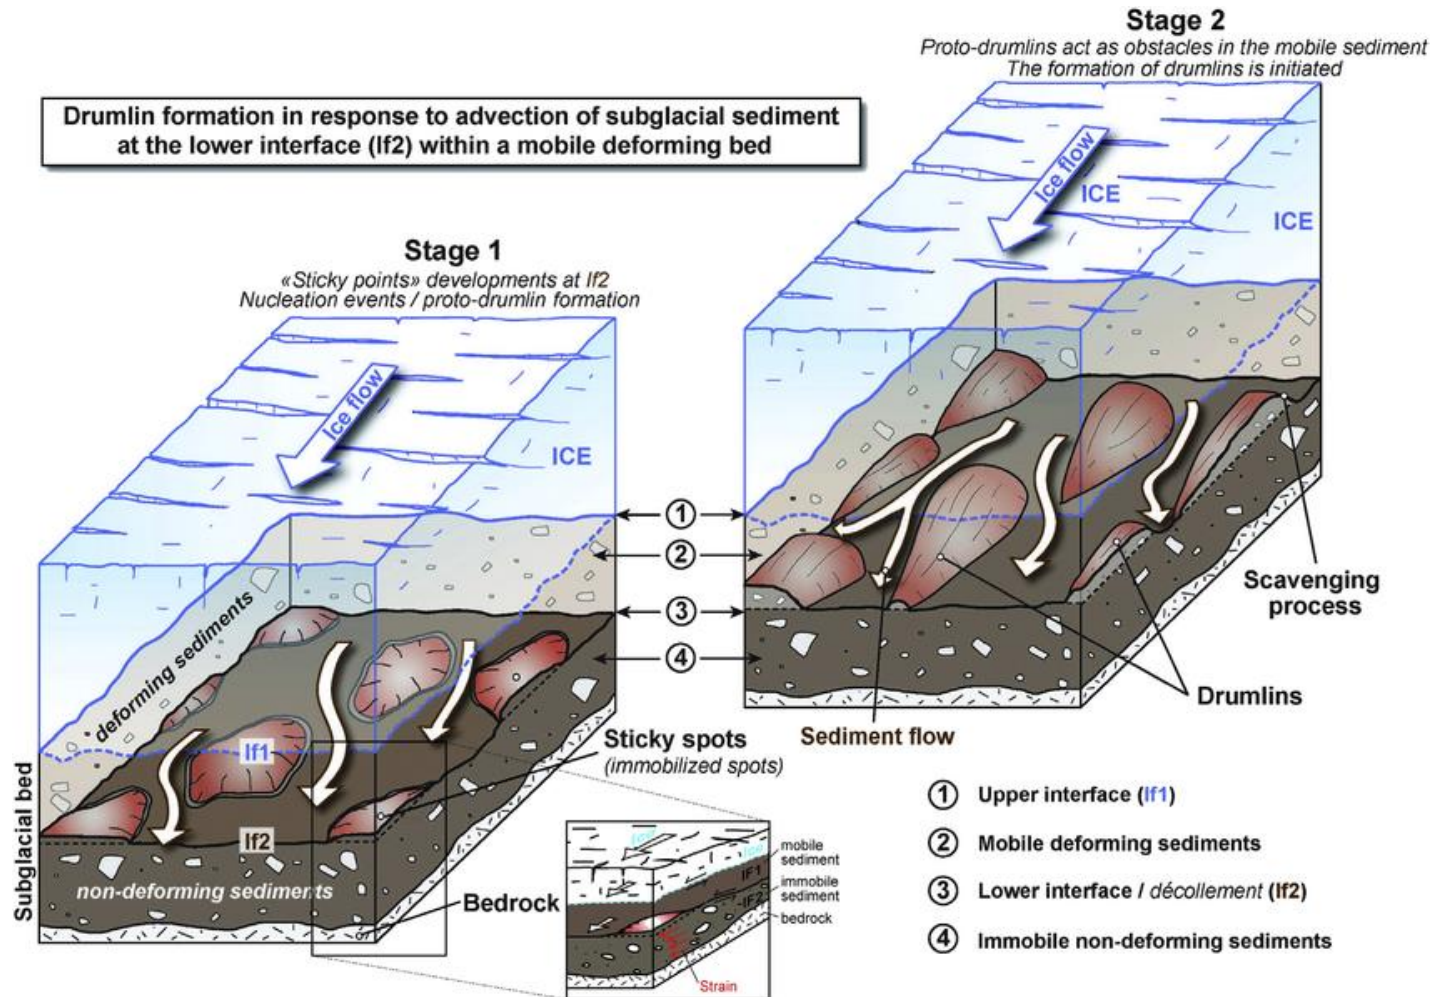 Stage 2
Proto-drumlins act as obstacles in the mobile sediment
The formation of drumlins is initiated
Drumlin formation in response to advection of subglacial sediment
at the lower interface (If2) within a mobile deforming bed
Ice flow
ICE
ICE
Stage 1
«Sticky points» developments at If2
Nucleation events / proto-drumlin formation
Ice flow
ICE
1
2
3
4
deforming sediments
If1
If2
non-deforming sediments
Subglacial bed
Sticky spots
(immobilized spots)
Bedrock
Scavenging
process
Drumlins
Sediment flow
Ice
Ice
mobile
sediment
IF1
immobile
sediment
IF2
bedrock
Strain
1 Upper interface (If1)
2 Mobile deforming sediments
3 Lower interface / décollement (If2)
4 Immobile non-deforming sediments